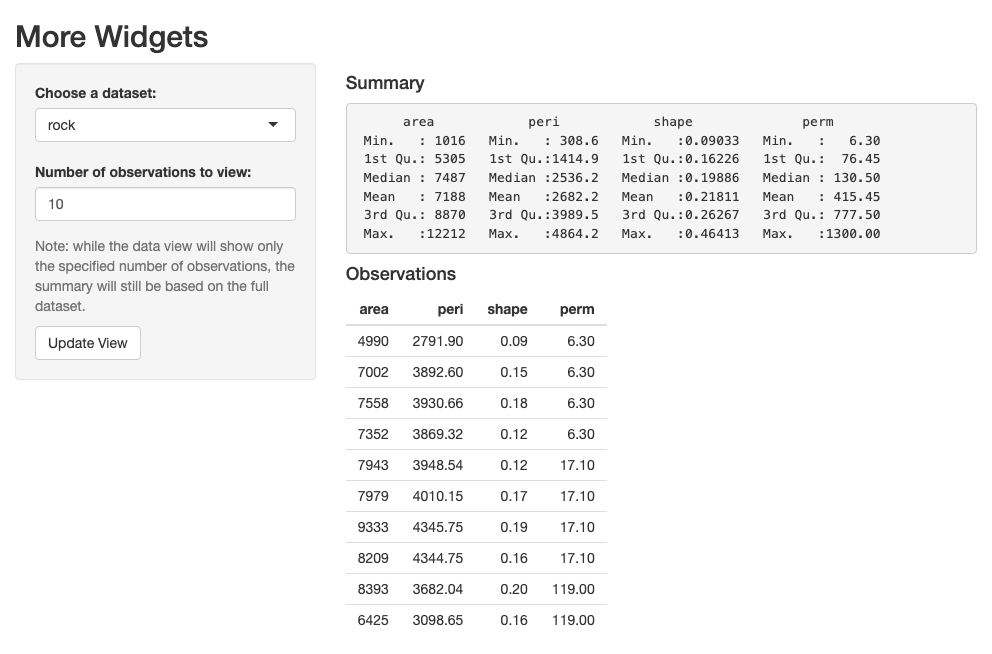 More Widgets
Choose a dataset:
rock
Number of observations to view:
10
Note: while the data view will show only
the specified number of observations, the
summary will still be based on the full
dataset.
Update View
Summary
area peri shape perm
Min. : 1016 Min. : 308.6 Min. :0.09033 Min. : 6.30
1st Qu.: 5305 1st Qu.:1414.9 1st Qu.:0.16226 1st Qu.: 76.45
Median : 7487 Median :2536.2 Median :0.19886 Median : 130.50
Mean : 7188 Mean :2682.2 Mean :0.21811 Mean : 415.45
3rd Qu.: 8870 3rd Qu.:3989.5 3rd Qu.:0.26267 3rd Qu.: 777.50
Max. :12212 Max. :4864.2 Max. :0.46413 Max. :1300.00
Observations
area peri shape perm
4990 2791.90 0.09 6.30
7002 3892.60 0.15 6.30
7558 3930.66 0.18 6.30
7352 3869.32 0.12 6.30
7943 3948.54 0.12 17.10
7979 4010.15 0.17 17.10
9333 4345.75 0.19 17.10
8209 4344.75 0.16 17.10
8393 3682.04 0.20 119.00
6425 3098.65 0.16 119.00